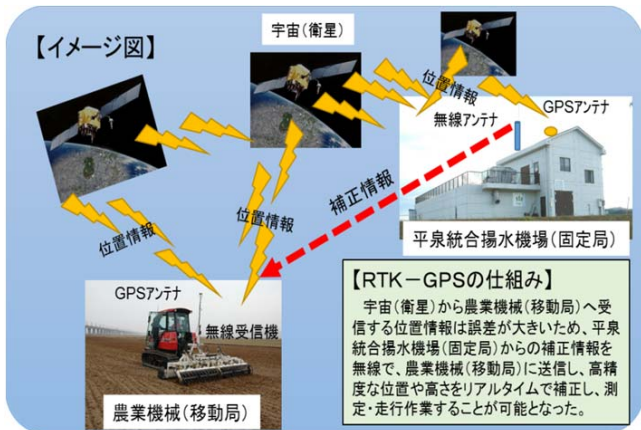 【イメージ図】
宇宙(衛星)
位置情報
GPSアンテナ
無線アンテナ
位置情報
位置情報
補正情報
平泉統合揚水機場(固定局)
GPSアンテナ
無線受信機
農業機械(移動局)
【RTK－GPSの仕組み】
宇宙(衛星)から農業機械(移動局)へ受
信する位置情報は誤差が大きいため、平泉
統合揚水機場(固定局)からの補正情報を
無線で、農業機械(移動局)に送信し、高精
度な位置や高さをリアルタイムで補正し、測
定・走行作業することが可能となった。